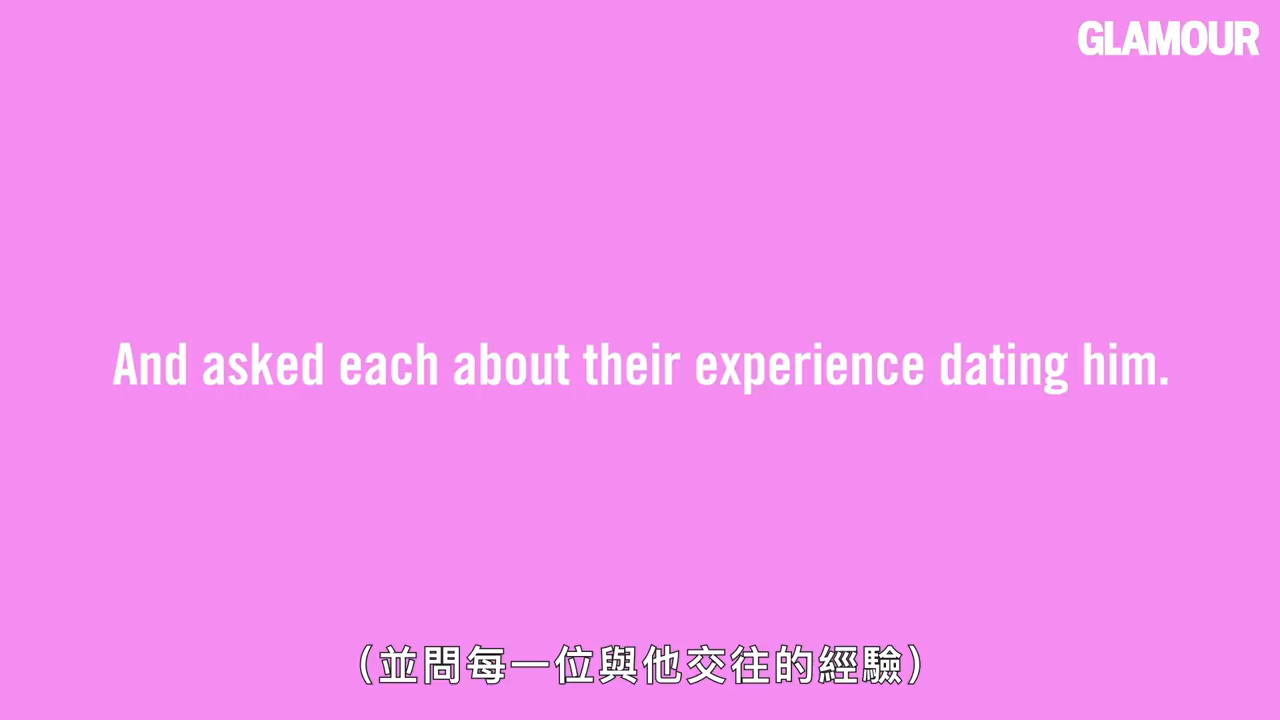 GLAMOUR
And asked each about their experience dating him.
（並問每一位與他交往的經驗）